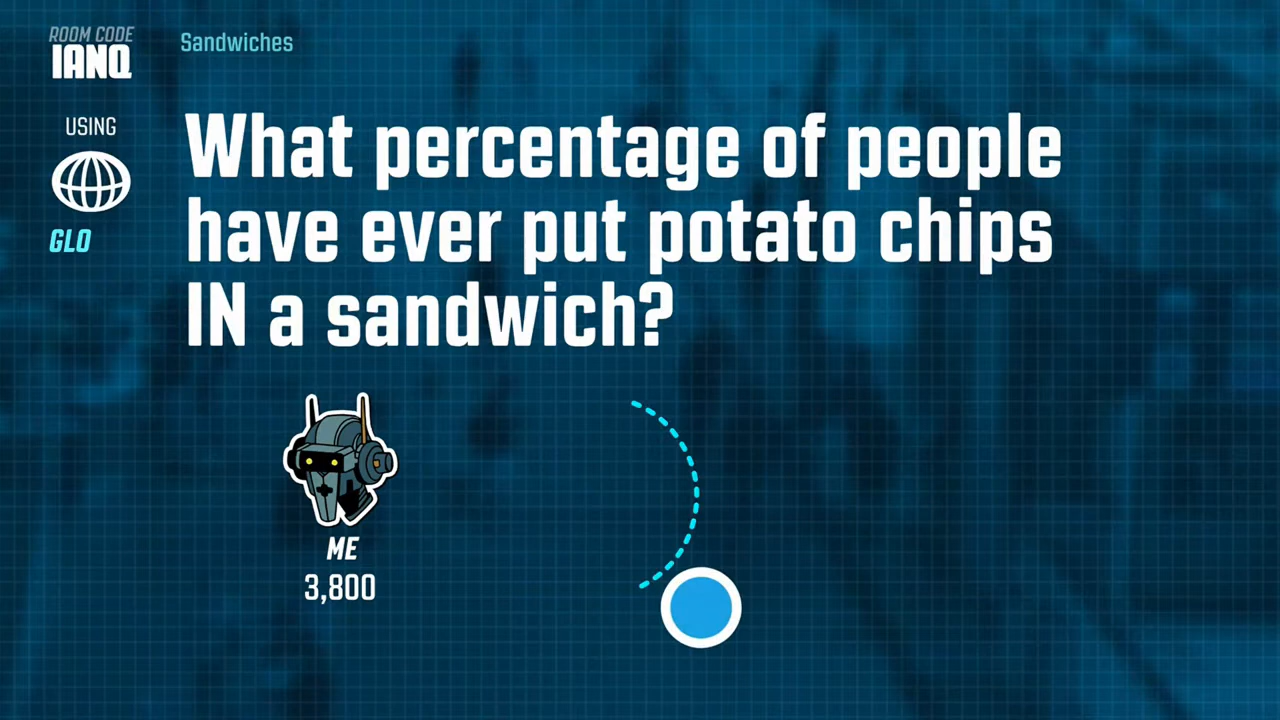 ROOM CODE
IANQ
Sandwiches
USING
GLO
What percentage of people
have ever put potato chips
IN a sandwich?
ME
3,800